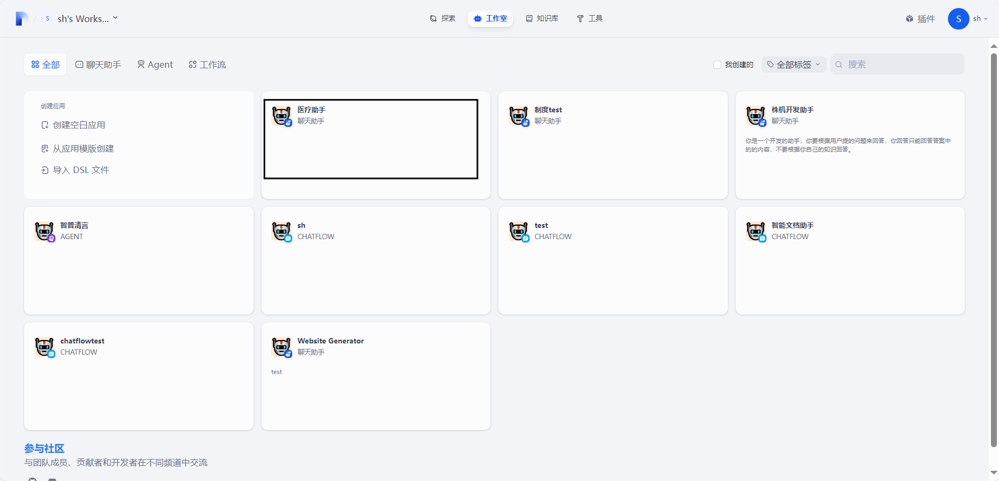 S sh's Works...
探索
工作室
知识库
工具
插件
S sh
全部
聊天助手
Agent
工作流
我创建的
全部标签
搜索
创建应用
创建空白应用
从应用模版创建
导入 DSL 文件
医疗助手
聊天助手
制度test
聊天助手
株机开发助手
聊天助手
你是一个开发的助手，你要根据用户提的问题来回答，你回答只能回答答案中
的的内容，不要根据你自己的知识回答。
智普清言
AGENT
sh
CHATFLOW
test
CHATFLOW
智能文档助手
CHATFLOW
chatflowtest
CHATFLOW
Website Generator
聊天助手
test
参与社区
与团队成员、贡献者和开发者在不同频道中交流